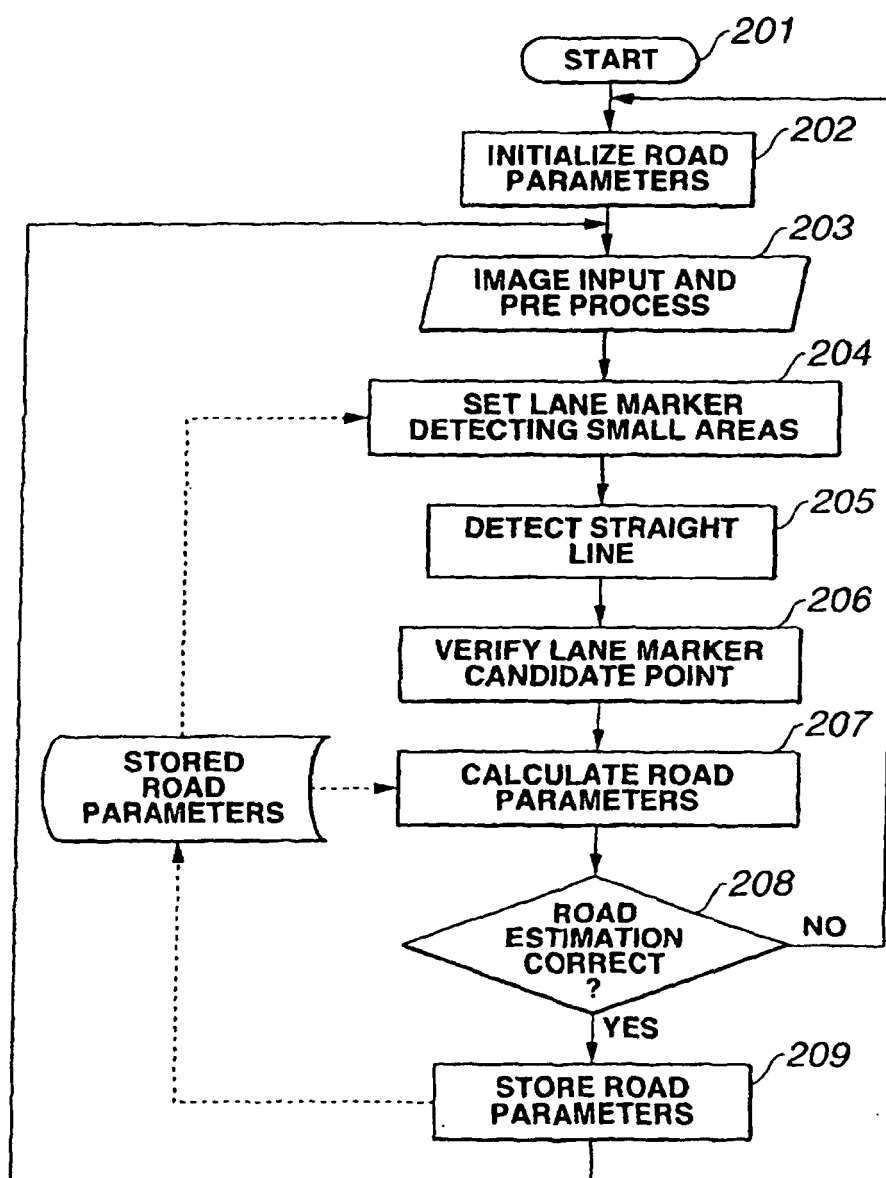 201
START
202
INITIALIZE ROAD
PARAMETERS
203
IMAGE INPUT AND
PRE PROCESS
204
SET LANE MARKER
DETECTING SMALL AREAS
205
DETECT STRAIGHT
LINE
206
VERIFY LANE MARKER
CANDIDATE POINT
207
STORED
ROAD
PARAMETERS
CALCULATE ROAD
PARAMETERS
208
ROAD
ESTIMATION
CORRECT
?
NO
YES
209
STORE ROAD
PARAMETERS